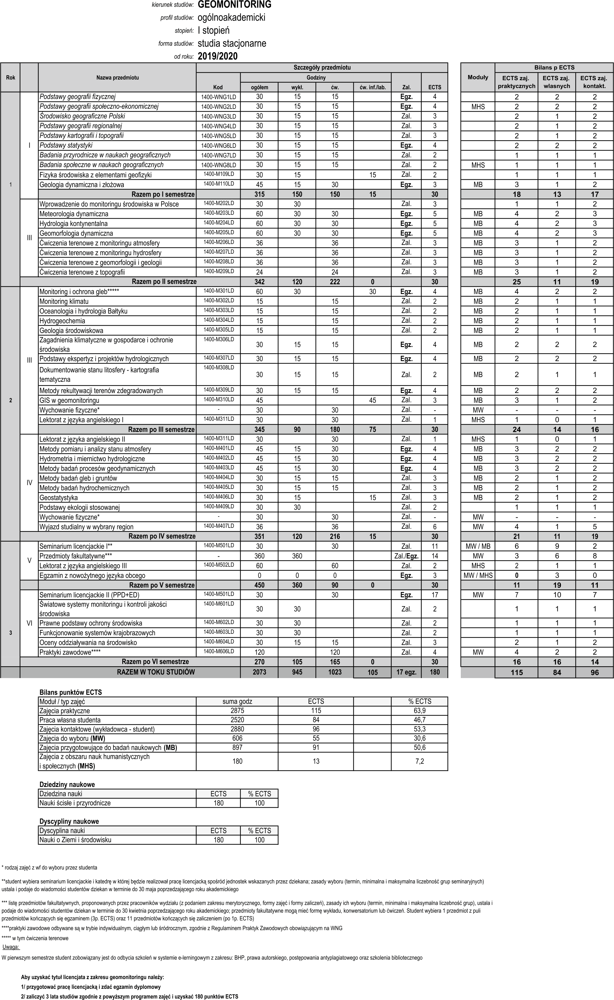 kierunek studiów: GEOMONITORING
profil studiów: ogólnoakademicki
stopień: I stopień
forma studiów: studia stacjonarne
od roku: 2019/2020
Rok Nazwa przedmiotu Szczegóły przedmiotu Moduły Bilans p ECTS
Kod Godziny Zal. ECTS ECTS zaj. praktycznych ECTS zaj. wlasnych ECTS zaj. kontakt.
ogółem wykł. ćw. ćw. inf./lab.
1
I
Podstawy geografii fizycznej 1400-WNG1LD 30 15 15 Egz. 4 2 2 2
Podstawy geografii społeczno-ekonomicznej 1400-WNG2LD 30 15 15 Egz. 4 MHS 2 2 2
Środowisko geograficzne Polski 1400-WNG3LD 30 15 15 Zal. 3 2 1 2
Podstawy geografii regionalnej 1400-WNG4LD 30 15 15 Zal. 3 2 1 2
Podstawy kartografii i topografii 1400-WNG5LD 30 15 15 Zal. 3 2 1 2
Podstawy statystyki 1400-WNG6LD 30 15 15 Egz. 4 2 2 2
Badania przyrodnicze w naukach geograficznych 1400-WNG7LD 30 15 15 Zal. 2 1 1 1
Badania społeczne w naukach geograficznych 1400-WNG8LD 30 15 15 Zal. 2 MHS 1 1 1
Fizyka środowiska z elementami geofizyki 1400-M109LD 30 15 15 Zal. 2 1 1 1
Geologia dynamiczna i złożowa 1400-M110LD 45 15 30 Egz. 3 MB 3 1 2
Razem po I semestrze 315 150 150 15 30 18 13 17
III
Wprowadzenie do monitoringu środowiska w Polsce 1400-M202LD 30 30 Zal. 3 1 1 2
Meteorologia dynamiczna 1400-M203LD 60 30 30 Egz. 5 MB 4 2 3
Hydrologia kontynentalna 1400-M204LD 60 30 30 Egz. 5 MB 4 2 3
Geomorfologia dynamiczna 1400-M205LD 60 30 30 Egz. 5 MB 4 2 3
Ćwiczenia terenowe z monitoringu atmosfery 1400-M206LD 36 36 Zal. 3 MB 3 1 2
Ćwiczenia terenowe z monitoringu hydrosfery 1400-M207LD 36 36 Zal. 3 MB 3 1 2
Ćwiczenia terenowe z geomorfologii i geologii 1400-M208LD 36 36 Zal. 3 MB 3 1 2
Ćwiczenia terenowe z topografii 1400-M209LD 24 24 Zal. 3 MB 3 1 2
Razem po II semestrze 342 120 222 0 30 25 11 19
2
III
Monitoring i ochrona gleb***** 1400-M301LD 60 30 30 Egz. 4 MB 4 2 2
Monitoring klimatu 1400-M302LD 15 15 Zal. 2 MB 2 1 1
Oceanologia i hydrologia Bałtyku 1400-M303LD 15 15 Zal. 2 MB 2 1 1
Hydrogeochemia 1400-M304LD 15 15 Zal. 2 MB 2 1 1
Geologia środowiskowa 1400-M305LD 15 15 Zal. 2 MB 2 1 1
Zagadnienia klimatyczne w gospodarce i ochronie
środowiska 1400-M306LD 30 15 15 Egz. 4 MB 2 2 2
Podstawy ekspertyz i projektów hydrologicznych 1400-M307LD 30 15 15 Egz. 4 MB 2 2 2
Dokumentowanie stanu litosfery - kartografia
tematyczna 1400-M308LD 30 15 15 Zal. 2 MB 2 1 1
Metody rekultywacji terenów zdegradowanych 1400-M309LD 30 15 15 Egz. 4 MB 2 2 2
GIS w geomonitoringu 1400-M310LD 45 45 Zal. 3 MB 3 1 2
Wychowanie fizyczne* - 30 30 Zal. - MW - - -
Lektorat z języka angielskiego I 1400-M311LD 30 30 Zal. 1 MHS 1 0 1
Razem po III semestrze 345 90 180 75 30 24 14 16
IV
Lektorat z języka angielskiego II 1400-M311LD 30 30 Zal. 1 MHS 1 0 1
Metody pomiaru i analizy stanu atmosfery 1400-M401LD 45 15 30 Egz. 4 MB 3 2 2
Hydrometria i miernictwo hydrologiczne 1400-M402LD 45 15 30 Egz. 4 MB 3 2 2
Metody badań procesów geodynamicznych 1400-M403LD 45 15 30 Egz. 4 MB 3 2 2
Metody badań gleb i gruntów 1400-M404LD 30 15 15 Zal. 3 MB 2 1 2
Metody badań hydrochemicznych 1400-M405LD 30 15 15 Zal. 3 MB 2 1 2
Geostatystyka 1400-M406LD 30 15 15 Zal. 3 MB 2 1 2
Podstawy ekologii stosowanej 1400-M409LD 30 30 Zal. 2 1 1 1
Wychowanie fizyczne* - 30 30 Zal. - MW - - -
Wyjazd studialny w wybrany region 1400-M407LD 36 36 Zal. 6 MW 4 1 5
Razem po IV semestrze 351 120 216 15 30 21 11 19
3
V
Seminarium licencjackie I** 1400-M501LD 30 30 Zal. 11 MW / MB 6 9 2
Przedmioty fakultatywne*** - 360 360 Zal./Egz. 14 MW 3 6 8
Lektorat z języka angielskiego III 1400-M502LD 60 60 Zal. 2 MHS 2 1 1
Egzamin z nowożytnego języka obcego 0 0 0 Egz. 3 MW / MHS 0 3 0
Razem po V semestrze 450 360 90 0 30 11 19 11
VI
Seminarium licencjackie II (PPD+ED) 1400-M501LD 30 30 Egz. 17 MW 7 10 7
Światowe systemy monitoringu i kontroli jakości
środowiska 1400-M601LD 30 30 Zal. 2 1 1 1
Prawne podstawy ochrony środowiska 1400-M602LD 30 30 Zal. 2 1 1 1
Funkcjonowanie systemów krajobrazowych 1400-M603LD 30 30 Zal. 2 1 1 1
Oceny oddziaływania na środowisko 1400-M604LD 30 15 15 Zal. 3 2 1 2
Praktyki zawodowe**** 1400-M606LD 120 120 Zal. 4 MW 4 2 2
Razem po VI semestrze 270 105 165 0 30 16 16 14
RAZEM W TOKU STUDIÓW 2073 945 1023 105 17 egz. 180 115 84 96
Bilans punktów ECTS
Moduł / typ zajęć suma godz ECTS % ECTS
Zajęcia praktyczne 2875 115 63,9
Praca własna studenta 2520 84 46,7
Zajęcia kontaktowe (wykładowca - student) 2880 96 53,3
Zajęcia do wyboru (MW) 606 55 30,6
Zajęcia przygotowujące do badań naukowych (MB) 897 91 50,6
Zajęcia z obszaru nauk humanistycznych
i społecznych (MHS) 180 13 7,2
Dziedziny naukowe
Dziedzina nauki ECTS % ECTS
Nauki ścisłe i przyrodnicze 180 100
Dyscypliny naukowe
Dyscyplina nauki ECTS % ECTS
Nauki o Ziemi i środowisku 180 100
* rodzaj zajęć z wf do wyboru przez studenta
**student wybiera seminarium licencjackie i katedrę w której będzie realizował pracę licencjacką spośród jednostek wskazanych przez dziekana; zasady wyboru (termin, minimalna i maksymalna liczebność grup seminaryjnych)
ustala i podaje do wiadomości studentów dziekan w terminie do 30 maja poprzedzającego roku akademickiego
*** listę przedmiotów fakultatywnych, proponowanych przez pracowników wydziału (z podaniem zakresu merytorycznego, formy zajęć i formy zaliczeń), zasady ich wyboru (termin, minimalna i maksymalna liczebność grup), ustala i
podaje do wiadomości studentów dziekan w terminie do 30 kwietnia poprzedzającego roku akademickiego; przedmioty fakultatywne mogą mieć formę wykładu, konwersatorium lub ćwiczeń. Student wybiera 1 przedmiot z puli
przedmiotów kończących się egzaminem (3p. ECTS) oraz 11 przedmiotów kończących się zaliczeniem (po 1p. ECTS)
****praktyki zawodowe odbywane są w trybie indywidualnym, ciągłym lub śródrocznym, zgodnie z Regulaminem Praktyk Zawodowych obowiązującym na WNG
***** w tym ćwiczenia terenowe
Uwaga:
W pierwszym semestrze student zobowiązany jest do odbycia szkoleń w systemie e-lerningowym z zakresu: BHP, prawa autorskiego, postępowania antyplagiatowego oraz szkolenia bibliotecznego
Aby uzyskać tytuł licencjata z zakresu geomonitoringu należy:
1/ przygotować pracę licencjacką i zdać egzamin dyplomowy
2/ zaliczyć 3 lata studiów zgodnie z powyższym programem zajęć i uzyskać 180 punktów ECTS